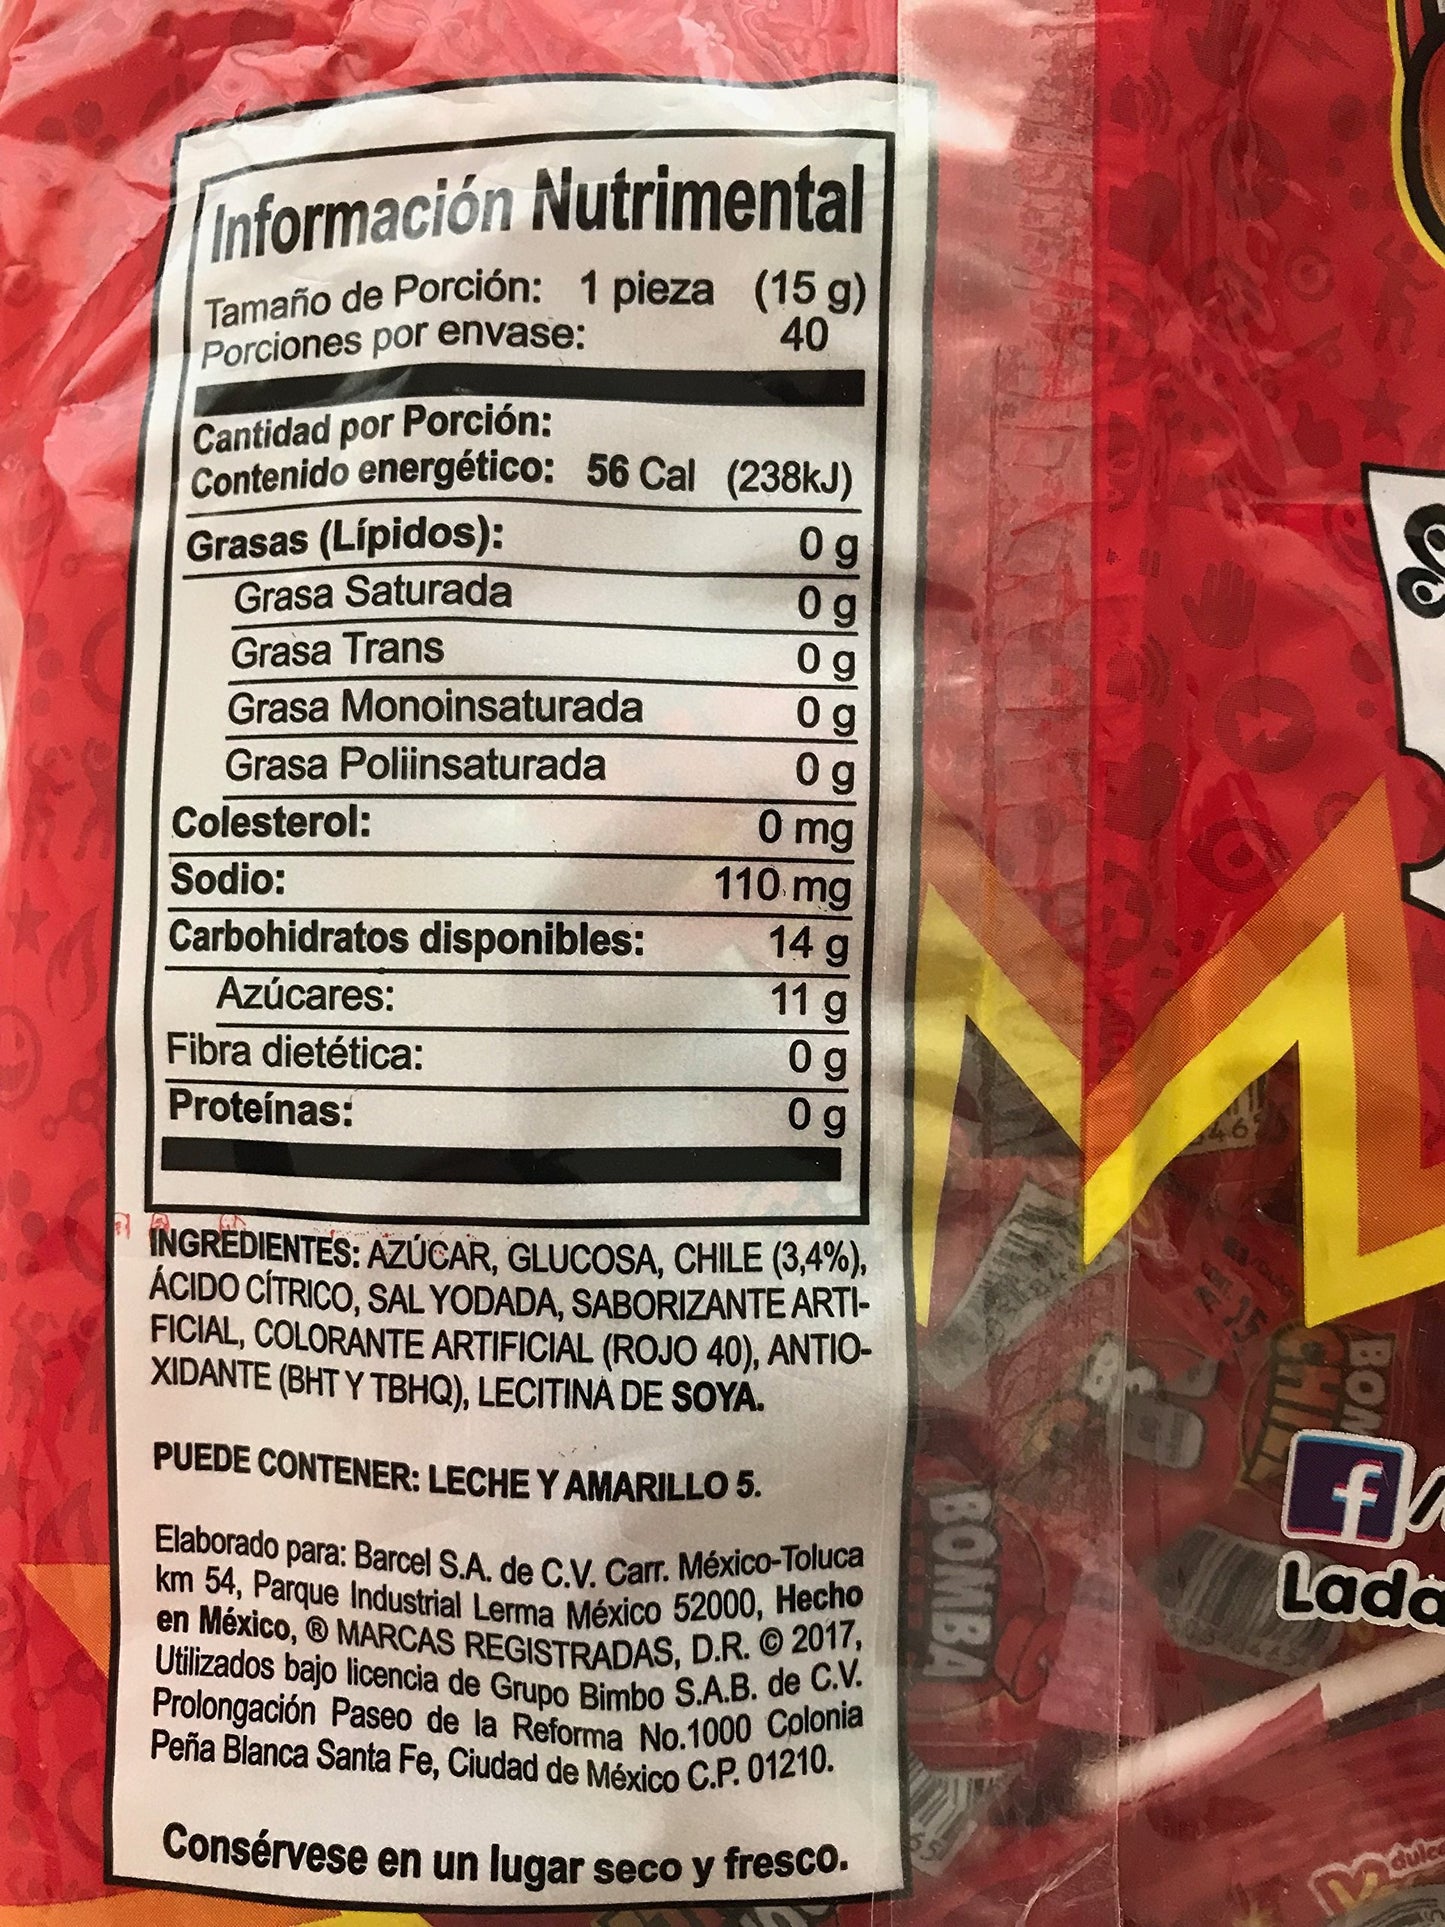 Información Nutrimental
Tamaño de Porción: 1 pieza (15 g)
Porciones por envase: 40
Cantidad por Porción:
Contenido energético: 56 Cal (238kJ)
Grasas (Lípidos): 0 g
Grasa Saturada 0 g
Grasa Trans 0 g
Grasa Monoinsaturada 0 g
Grasa Poliinsaturada 0 g
Colesterol: 0 mg
Sodio: 110 mg
Carbohidratos disponibles: 14 g
Azúcares: 11 g
Fibra dietética: 0 g
Proteínas: 0 g
INGREDIENTES: AZÚCAR, GLUCOSA, CHILE (3,4%),
ÁCIDO CÍTRICO, SAL YODADA, SABORIZANTE ARTI-
FICIAL, COLORANTE ARTIFICIAL (ROJO 40), ANTIO-
XIDANTE (BHT Y TBHQ), LECITINA DE SOYA.
PUEDE CONTENER: LECHE Y AMARILLO 5.
Elaborado para: Barcel S.A. de C.V. Carr. México-Toluca
km 54, Parque Industrial Lerma México 52000, Hecho
en México, ® MARCAS REGISTRADAS, D.R. © 2017,
Utilizados bajo licencia de Grupo Bimbo S.A.B. de C.V.
Prolongación Paseo de la Reforma No.1000 Colonia
Peña Blanca Santa Fe, Ciudad de México C.P. 01210.
Consérvese en un lugar seco y fresco.
BOMBA
f/
Lada